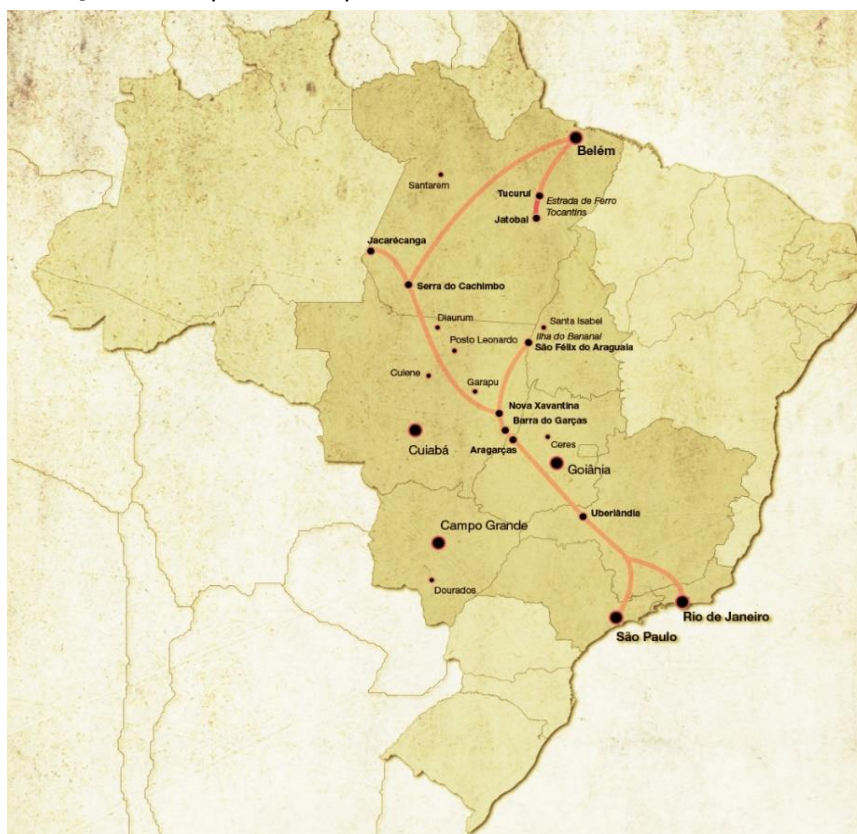 Belém
Santarem
Tucuruí
Estrada de Ferro
Tocantins
Jatobal
Jacarécanga
Serra do Cachimbo
Diaurum
Santa Isabel
Ilha do Bananal
Posto Leonardo
São Félix do Araguaia
Culene
Garapu
Nova Xavantina
Barra do Garças
Cuiabá
Aragarças
Ceres
Goiânia
Uberlândia
Campo Grande
Dourados
Rio de Janeiro
São Paulo